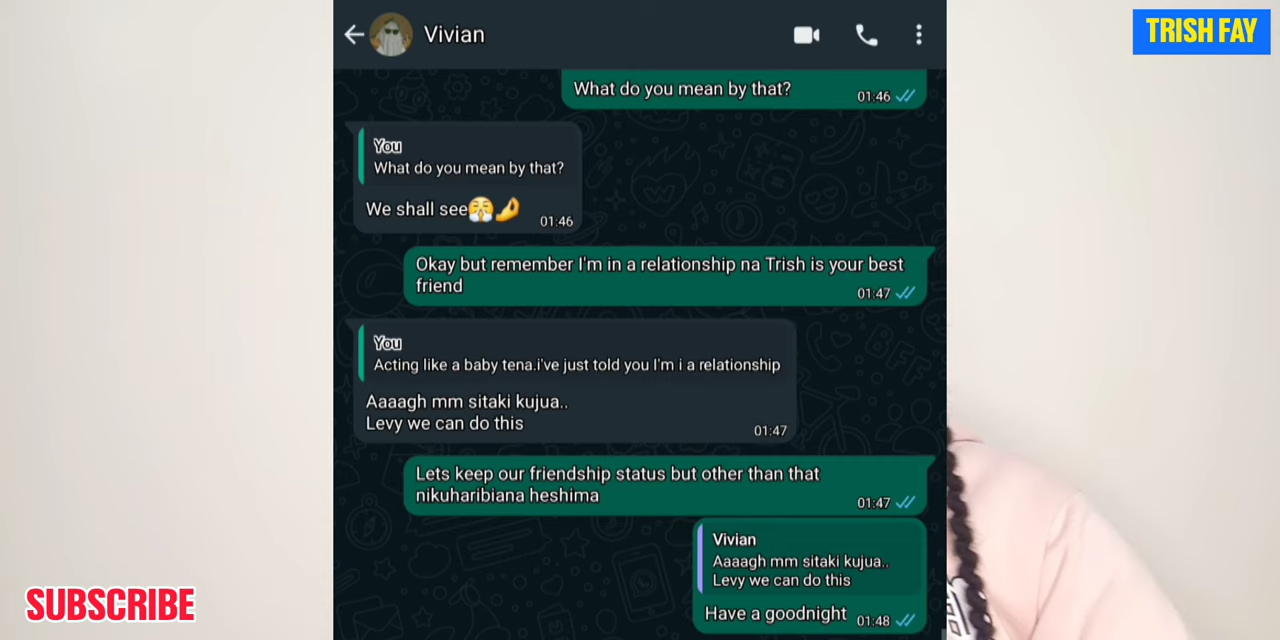 Vivian
TRISH FAY
What do you mean by that?
01:46
You
What do you mean by that?
We shall see😤🤌
01:46
Okay but remember I'm in a relationship na Trish is your best
friend
01:47
You
Acting like a baby tena.i've just told you I'm i a relationship
Aaaagh mm sitaki kujua..
Levy we can do this
01:47
Lets keep our friendship status but other than that
nikuharibiana heshima
01:47
Vivian
Aaaagh mm sitaki kujua..
Levy we can do this
Have a goodnight
01:48
SUBSCRIBE